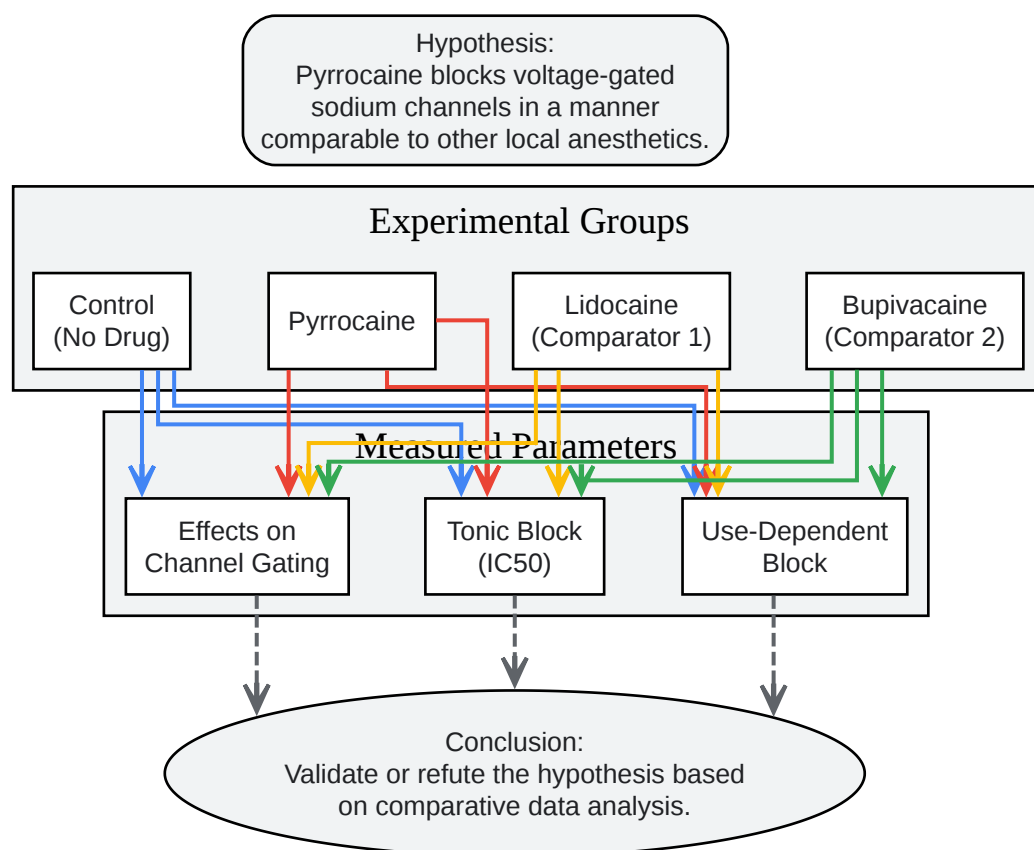 Hypothesis:
Pyrrocaine blocks voltage-gated
sodium channels in a manner
comparable to other local anesthetics.
Experimental Groups
Control
(No Drug)
Pyrrocaine
Lidocaine
(Comparator 1)
Bupivacaine
(Comparator 2)
Measured Parameters
Effects on
Channel Gating
Tonic Block
(IC50)
Use-Dependent
Block
Conclusion:
Validate or refute the hypothesis based
on comparative data analysis.